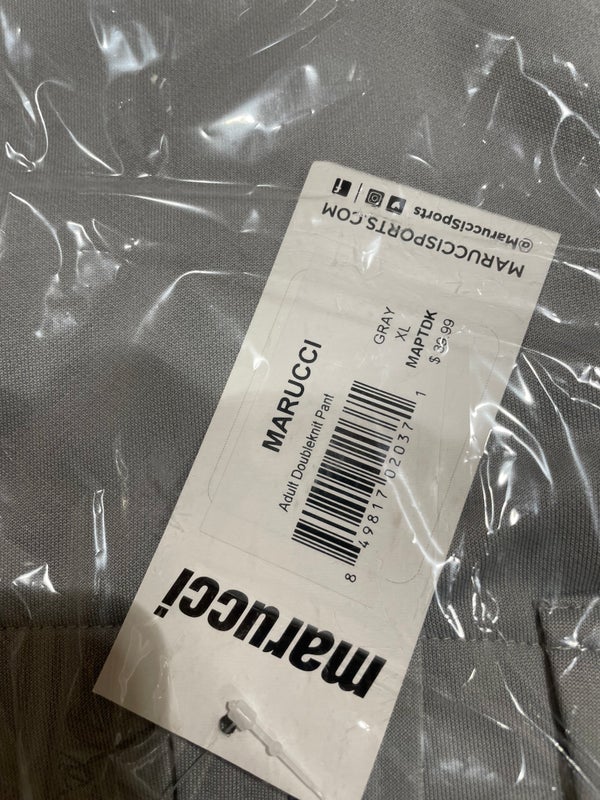 marucci
MARUCCI
Adult Doubleknit Pant
8 49817 02037 1
GRAY
XL
MAPTDK
MARUCCISPORTS.COM
@MarucciSports